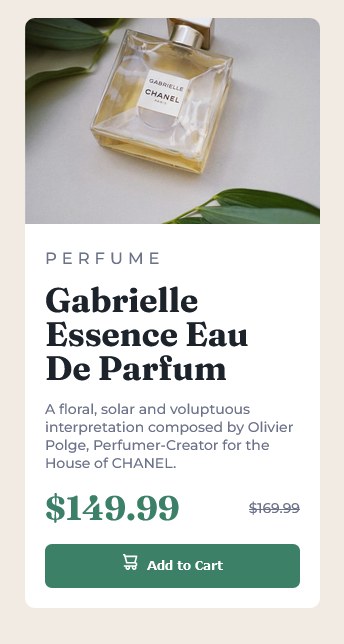 GABRIELLE
CHANEL
PARIS
PERFUME
Gabrielle
Essence Eau
De Parfum
A floral, solar and voluptuous
interpretation composed by Olivier
Polge, Perfumer-Creator for the
House of CHANEL.
$149.99 $169.99
Add to Cart